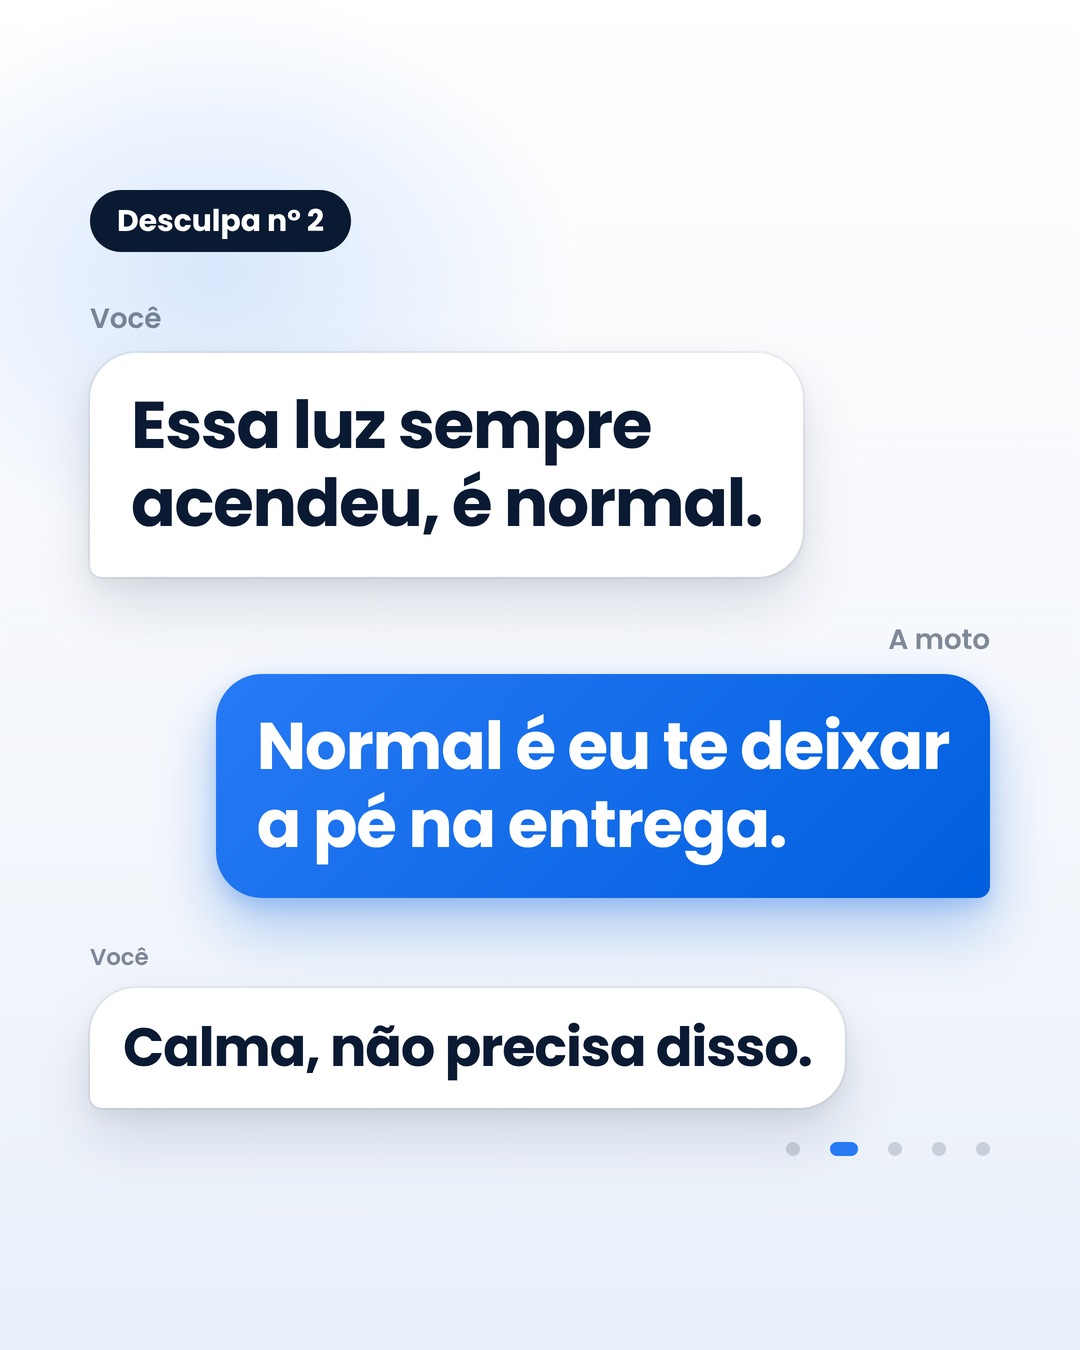 Desculpa nº 2
Você
Essa luz sempre
acendeu, é normal.
A moto
Normal é eu te deixar
a pé na entrega.
Você
Calma, não precisa disso.